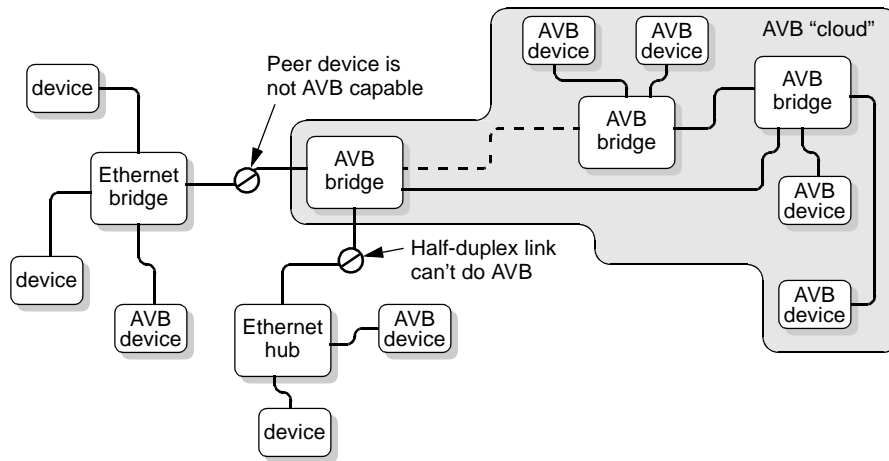 AVB “cloud”
AVB
device
AVB
device
Peer device is
not AVB capable
device
AVB
bridge
AVB
bridge
Ethernet
bridge
AVB
bridge
AVB
device
Half-duplex link
can’t do AVB
device
AVB
device
AVB
device
Ethernet
hub
AVB
device
device